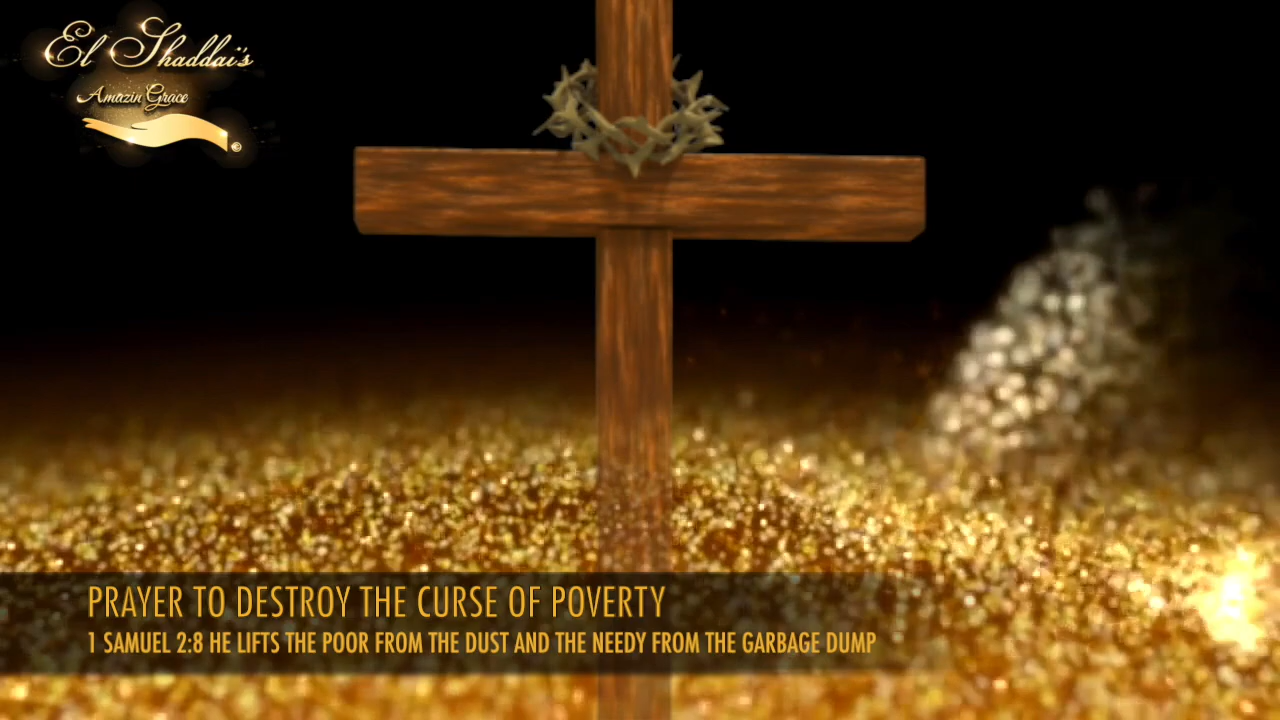 El Shaddai's
Amazin Grace
©
PRAYER TO DESTROY THE CURSE OF POVERTY
1 SAMUEL 2:8 HE LIFTS THE POOR FROM THE DUST AND THE NEEDY FROM THE GARBAGE DUMP